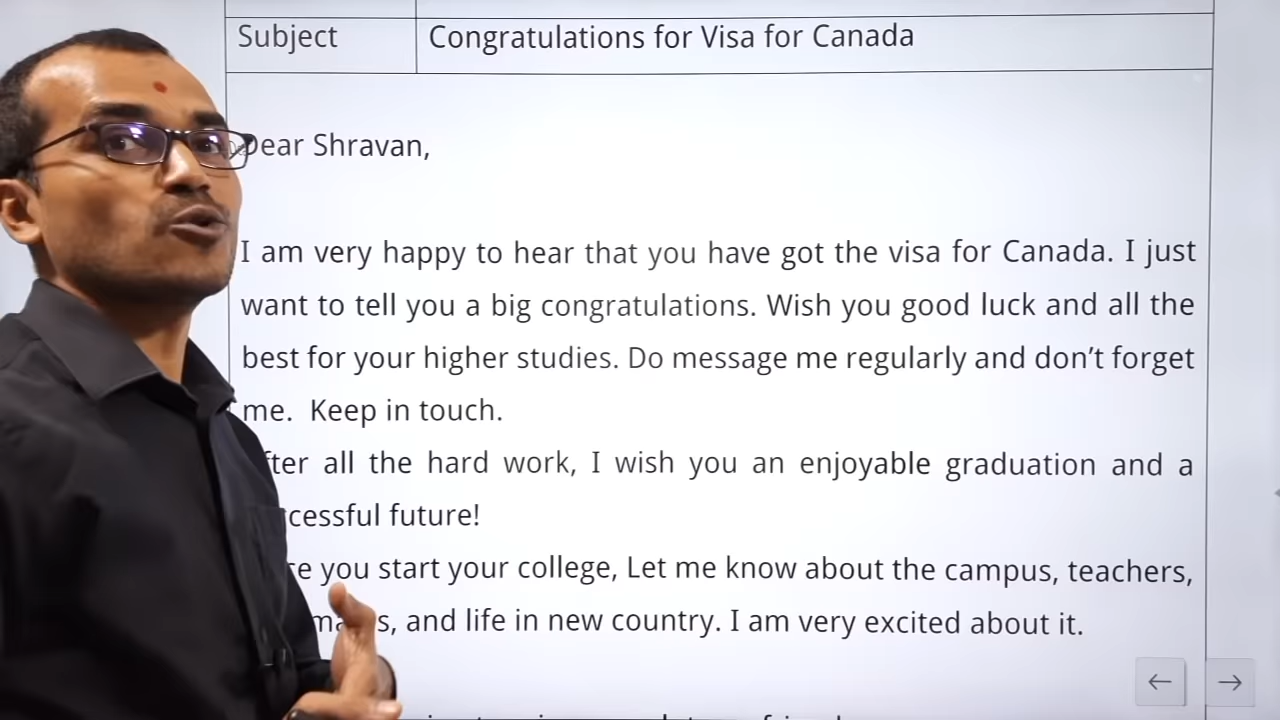 Subject Congratulations for Visa for Canada
Dear Shravan,
I am very happy to hear that you have got the visa for Canada. I just
want to tell you a big congratulations. Wish you good luck and all the
best for your higher studies. Do message me regularly and don’t forget
me. Keep in touch.
all the hard work, I wish you an enjoyable graduation and a
future!
you start your college, Let me know about the campus, teachers,
and life in new country. I am very excited about it.